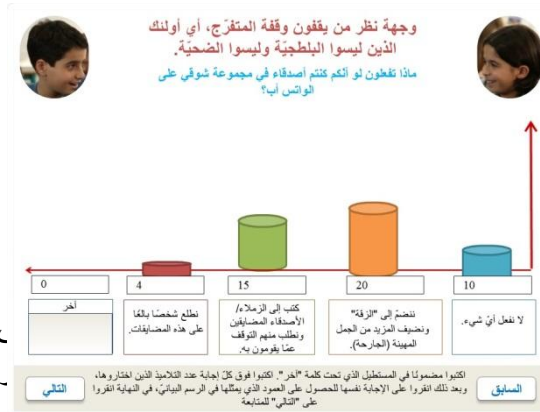 وجهة نظر من يقفون وقفة المتفرّج، أي أولئك
الذين ليسوا البلطجيّة وليسوا الضحيّة.
ماذا تفعلون لو أنّكم كنتم أصدقاء في مجموعة شوقي على
الواتس أب؟
10
20
15
4
0
لا نفعل أيّ شيء.
ننضمّ إلى "الزفة"
ونضيف المزيد من الجمل
المهينة (الجارحة).
كتب إلى الزملاء/
الأصدقاء المضايقين
ونطلب منهم التوقف
عمّا يقومون به.
نطلع شخصًا بالغًا
على هذه المضايقات.
أخر
اكتبوا مضمونًا في المستطيل الذي تحت كلمة "أخر". اكتبوا فوق كلّ إجابة عدد التلاميذ الذين اختاروها،
وبعد ذلك انقروا على الإجابة نفسها للحصول على العمود الذي يمثّلها في الرسم البيانيّ، في النهاية انقروا
على "التالي" للمتابعة
السابق
التالي